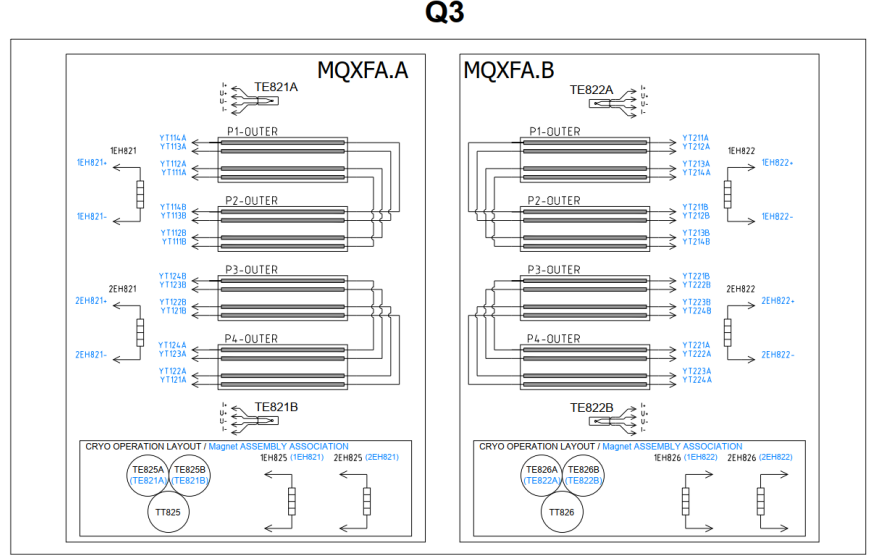 Q3
MQXFA.A
TE821A
I+
U+
U-
I-
P1-OUTER
YT114A
YT113A
YT112A
YT111A
1EH821
1EH821+
1EH821-
P2-OUTER
YT114B
YT113B
YT112B
YT111B
P3-OUTER
YT124B
YT123B
YT122B
YT121B
2EH821
2EH821+
2EH821-
P4-OUTER
YT124A
YT123A
YT122A
YT121A
TE821B
I+
U+
U-
I-
CRYO OPERATION LAYOUT / Magnet ASSEMBLY ASSOCIATION
TE825A
(TE821A)
TE825B
(TE821B)
TT825
1EH825 (1EH821)
2EH825 (2EH821)
MQXFA.B
TE822A
I+
U+
U-
I-
P1-OUTER
YT211A
YT212A
YT213A
YT214A
1EH822
1EH822+
1EH822-
P2-OUTER
YT211B
YT212B
YT213B
YT214B
P3-OUTER
YT221B
YT222B
YT223B
YT224B
2EH822
2EH822+
2EH822-
P4-OUTER
YT221A
YT222A
YT223A
YT224A
TE822B
I+
U+
U-
I-
CRYO OPERATION LAYOUT / Magnet ASSEMBLY ASSOCIATION
TE826A
(TE822A)
TE826B
(TE822B)
TT826
1EH826 (1EH822)
2EH826 (2EH822)